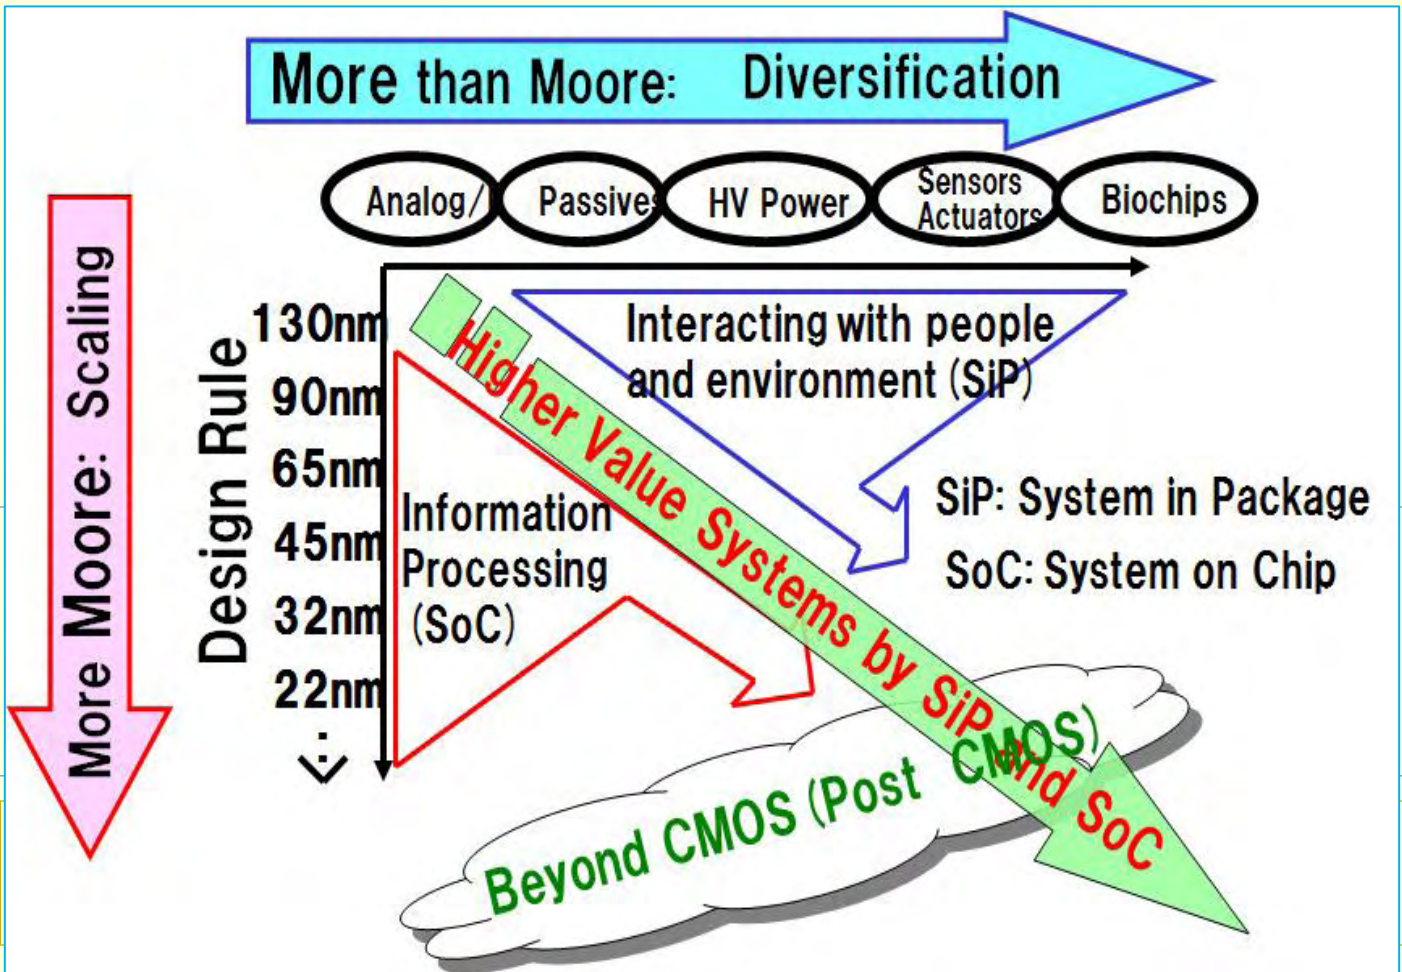 More than Moore: Diversification
Analog/
Passives
HV Power
Sensors
Actuators
Biochips
More Moore: Scaling
Design Rule
130nm
90nm
65nm
45nm
32nm
22nm
:
Interacting with people
and environment (SiP)
Higher Value Systems by SiP and SoC
Information
Processing
(SoC)
SiP: System in Package
SoC: System on Chip
Beyond CMOS (Post CMOS)